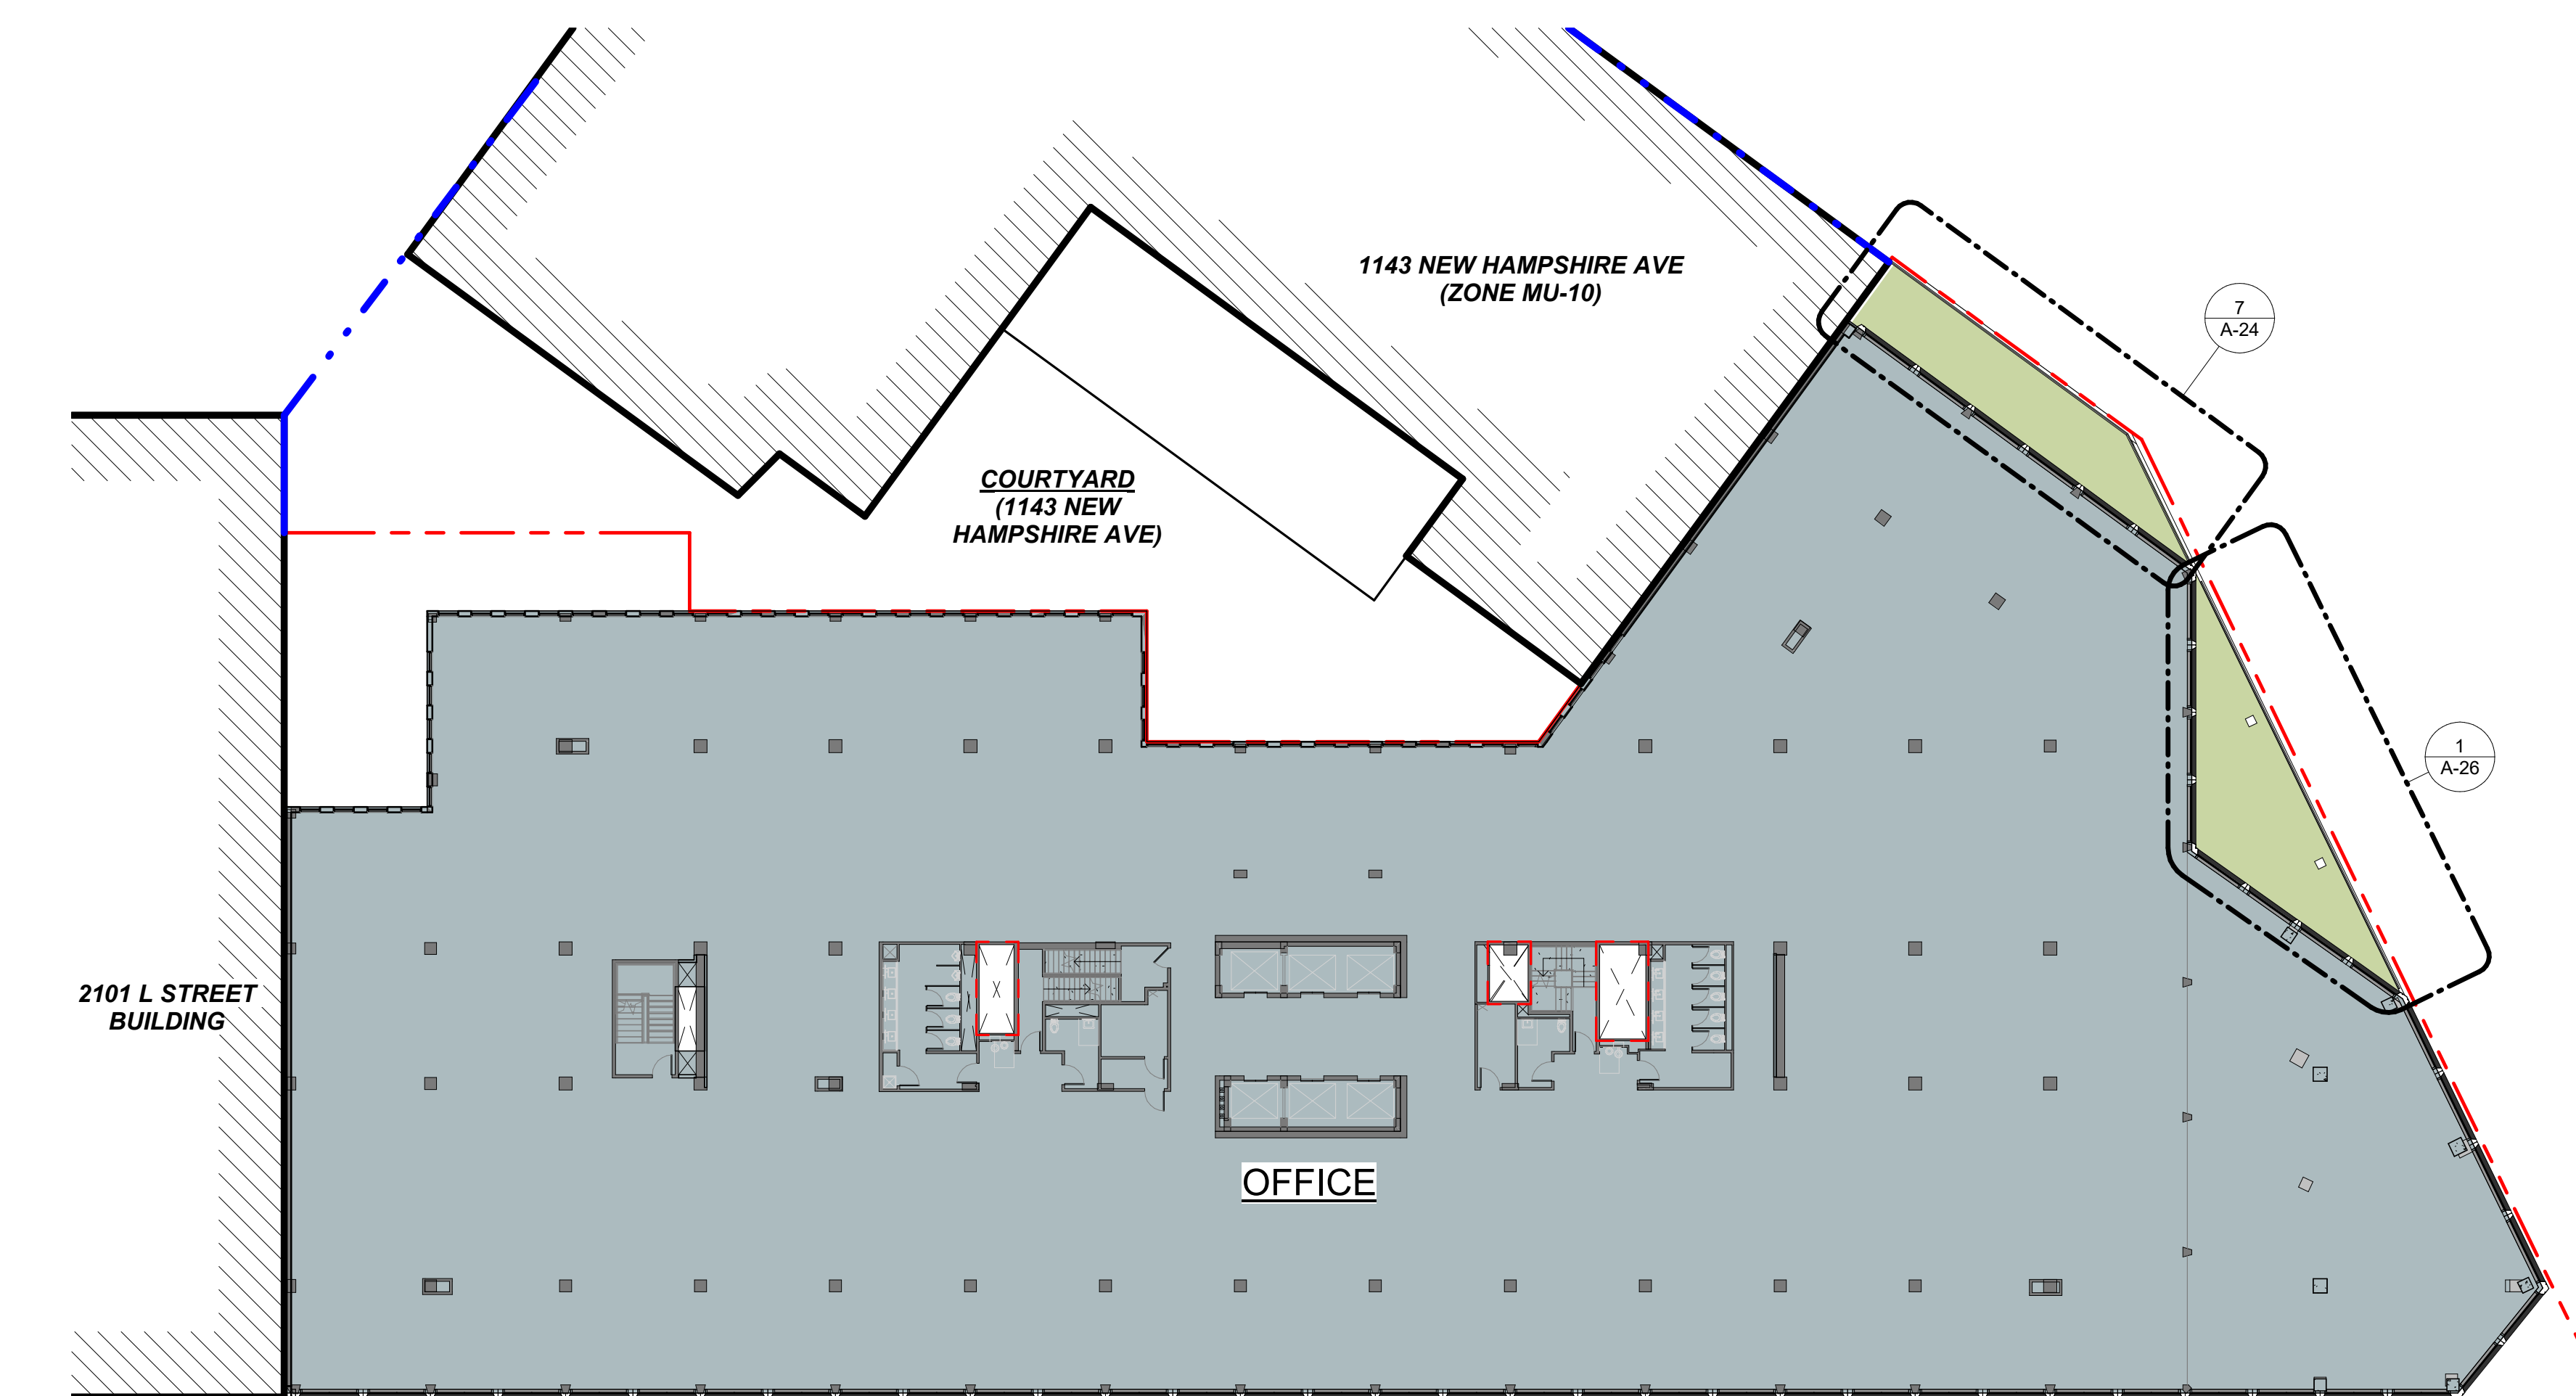 1143 NEW HAMPSHIRE AVE
(ZONE MU-10)
7
A-24
COURTYARD
(1143 NEW
HAMPSHIRE AVE)
1
A-26
2101 L STREET
BUILDING
OFFICE